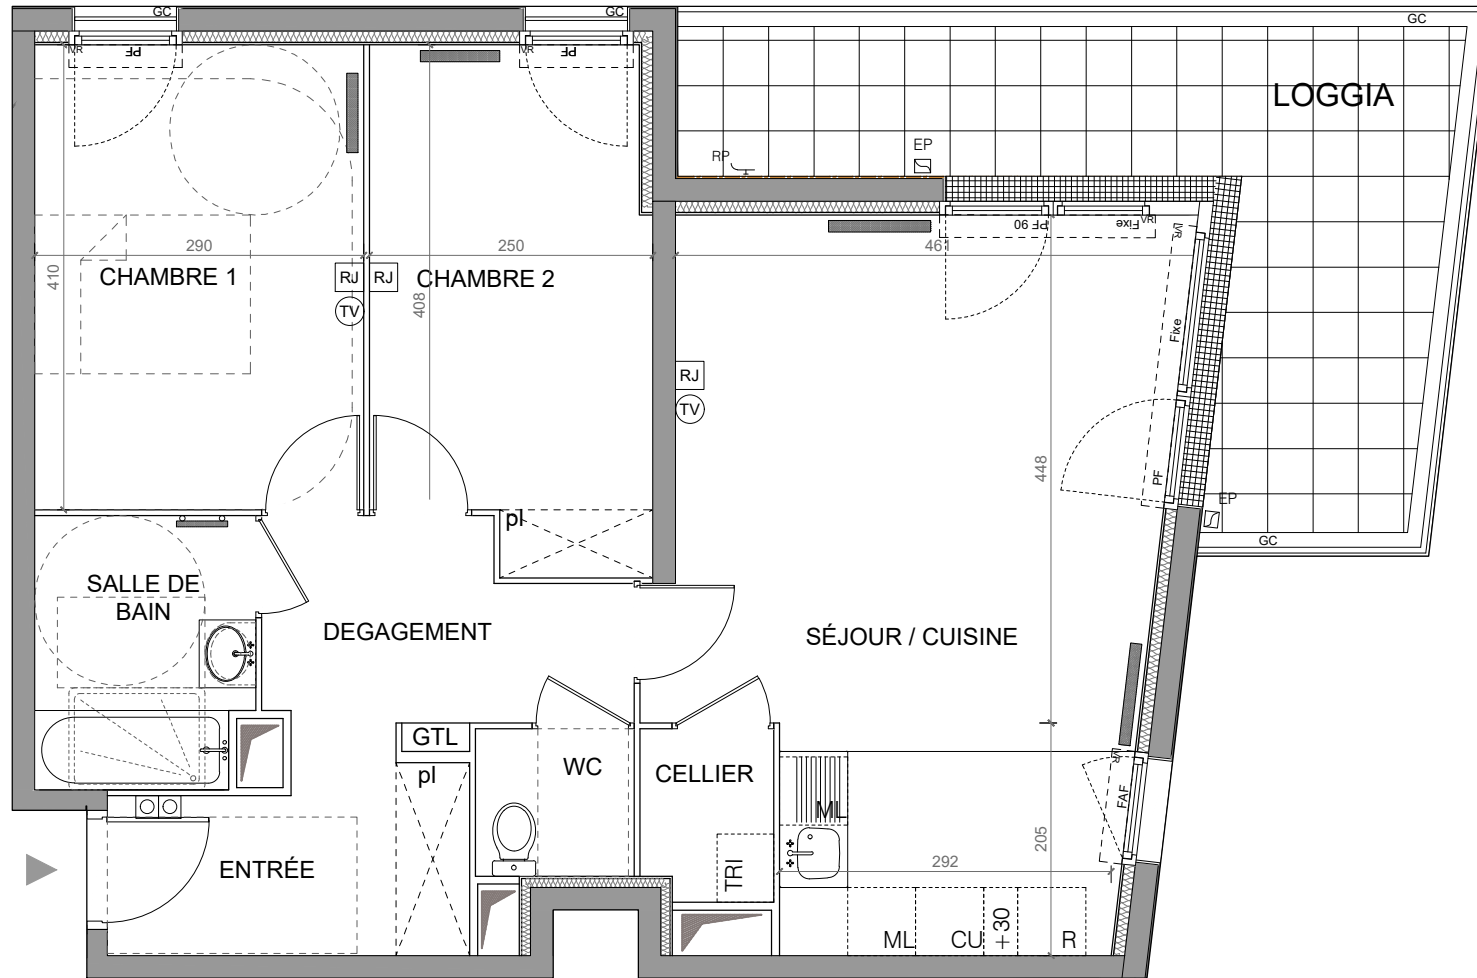 GC
GC
GC
VR
PF
VR
PF
LOGGIA
EP
RP
PF 90
Fixe
VR
VR
290
250
461
CHAMBRE 1
RJ
RJ
CHAMBRE 2
410
408
TV
Fixe
RJ
TV
448
PF
EP
pl
GC
SALLE DE
BAIN
DEGAGEMENT
SÉJOUR / CUISINE
GTL
WC
CELLIER
pl
VR
FAF
ML
205
292
ENTRÉE
TRI
ML
CU
+30
R